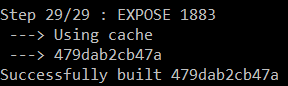 Step 29/29 : EXPOSE 1883
 ---> Using cache
 ---> 479dab2cb47a
Successfully built 479dab2cb47a